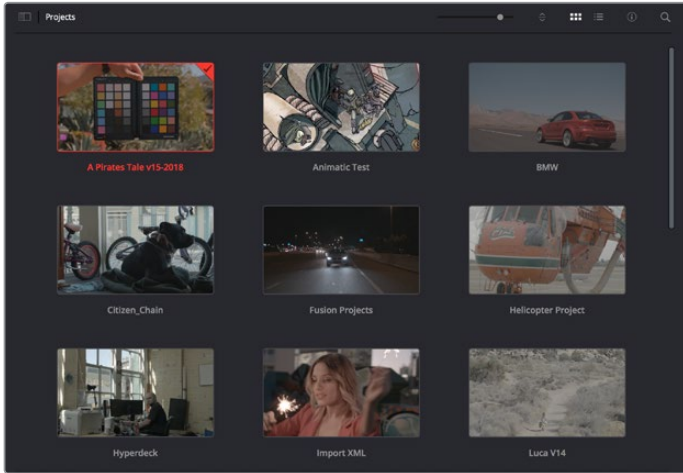 Projects
A Pirates Tale v15-2018
Animatic Test
BMW
Citizen_Chain
Fusion Projects
Helicopter Project
Hyperdeck
Import XML
Luca V14